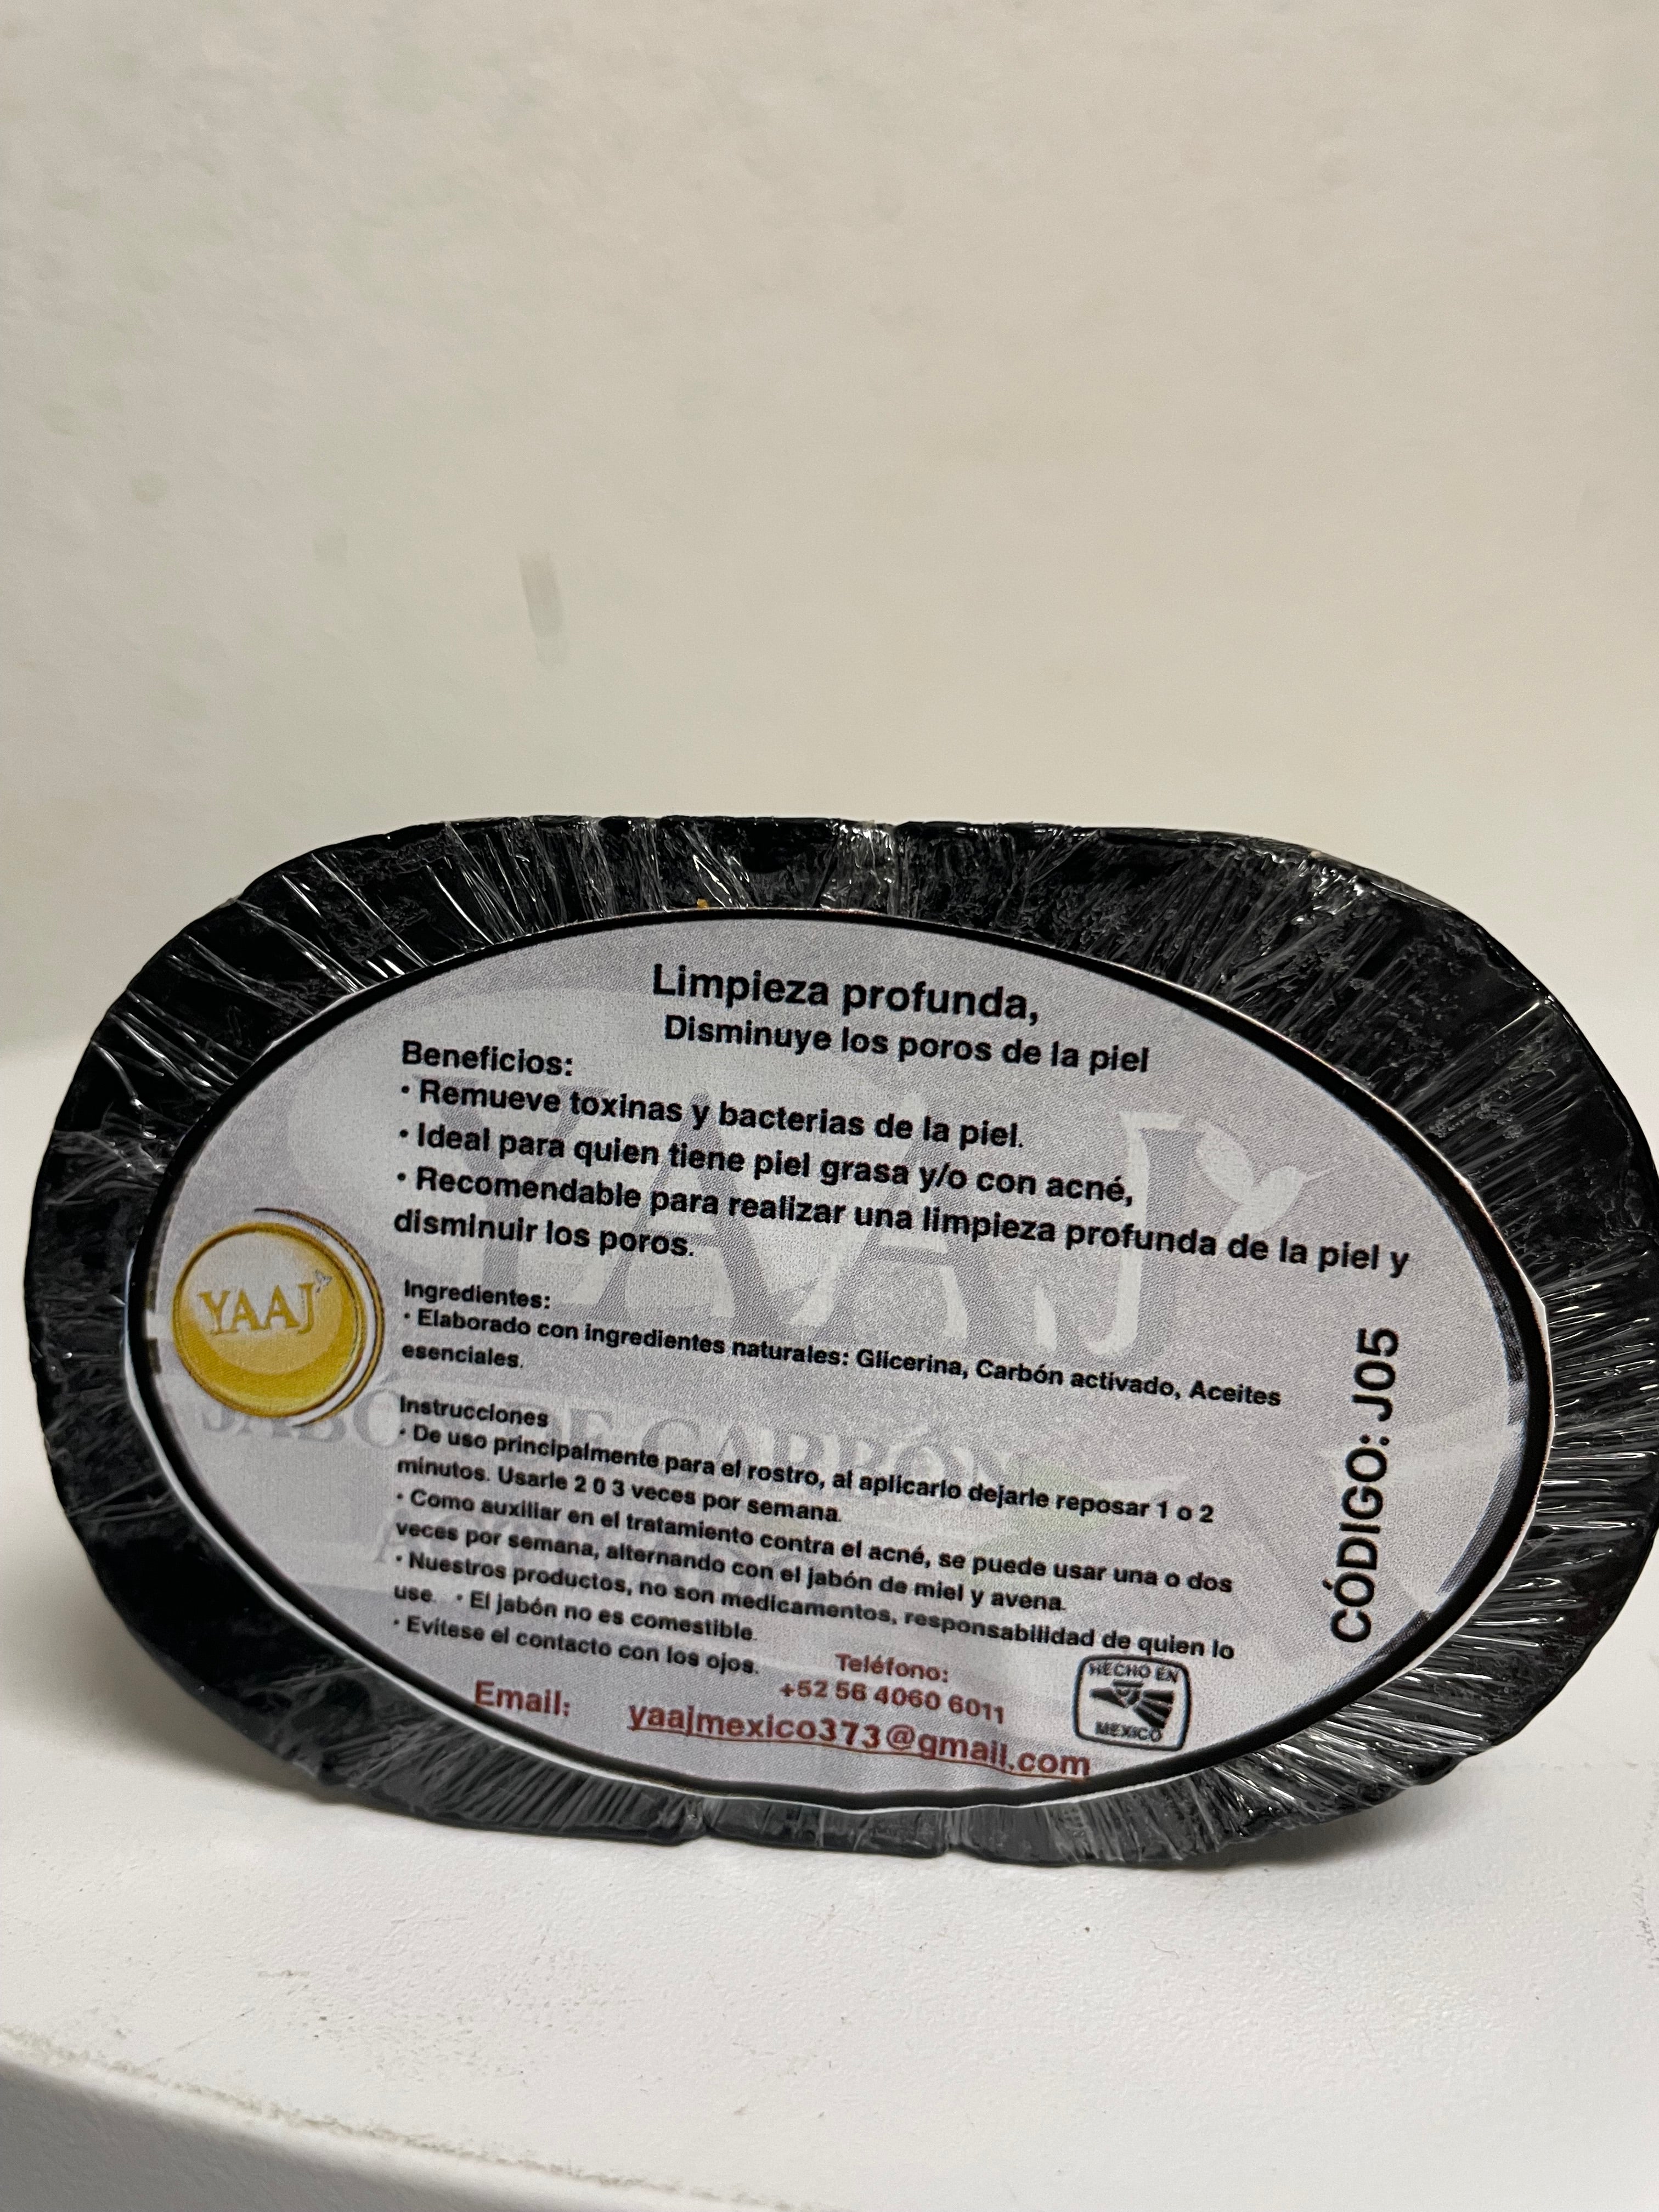 Limpieza profunda,
Disminuye los poros de la piel
Beneficios:
• Remueve toxinas y bacterias de la piel.
• Ideal para quien tiene piel grasa y/o con acné,
• Recomendable para realizar una limpieza profunda de la piel y
disminuir los poros.
YAAJ
YAAJ
Ingredientes:
• Elaborado con ingredientes naturales: Glicerina, Carbón activado, Aceites
esenciales.
JABÓN DE CARBÓN
Instrucciones
• De uso principalmente para el rostro, al aplicarlo dejarle reposar 1 o 2
minutos. Usarle 2 0 3 veces por semana.
• Como auxiliar en el tratamiento contra el acné, se puede usar una o dos
veces por semana, alternando con el jabón de miel y avena.
• Nuestros productos, no son medicamentos, responsabilidad de quien lo
use. • El jabón no es comestible.
• Evítese el contacto con los ojos.
Teléfono:
+52 56 4060 6011
Email: yaajmexico373@gmail.com
HECHO EN
MEXICO
CÓDIGO: J05